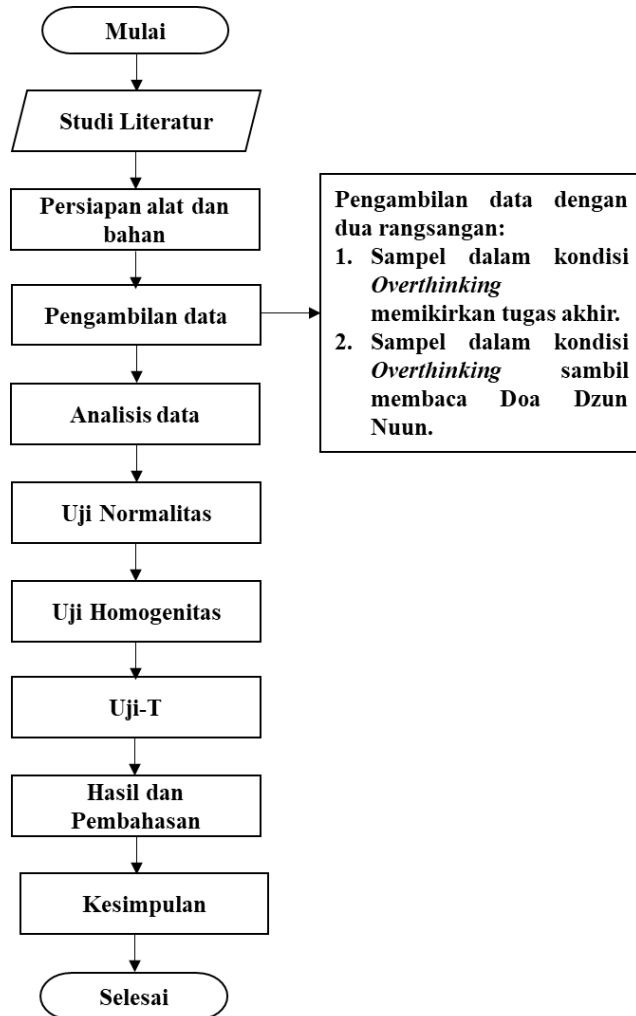 Mulai
Studi Literatur
Persiapan alat dan
bahan
Pengambilan data
Pengambilan data dengan
dua rangsangan:
1. Sampel dalam kondisi
Overthinking
memikirkan tugas akhir.
2. Sampel dalam kondisi
Overthinking sambil
membaca Doa Dzun
Nuun.
Analisis data
Uji Normalitas
Uji Homogenitas
Uji-T
Hasil dan
Pembahasan
Kesimpulan
Selesai